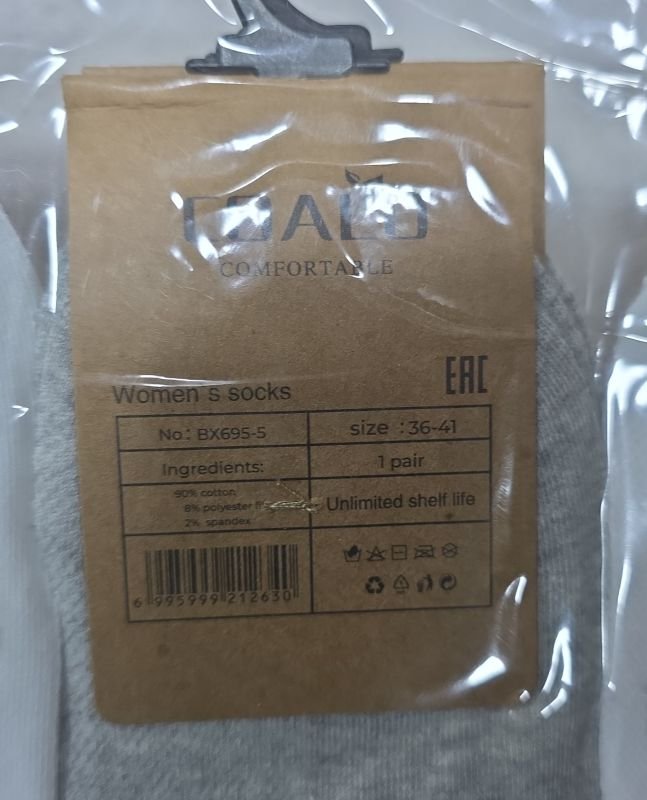 COMFORTABLE
EAC
Women's socks
No: BX695-5
size :36-41
Ingredients:
1 pair
90% cotton
8% polyester
2% spandex
Unlimited shelf life
6 995999 212630